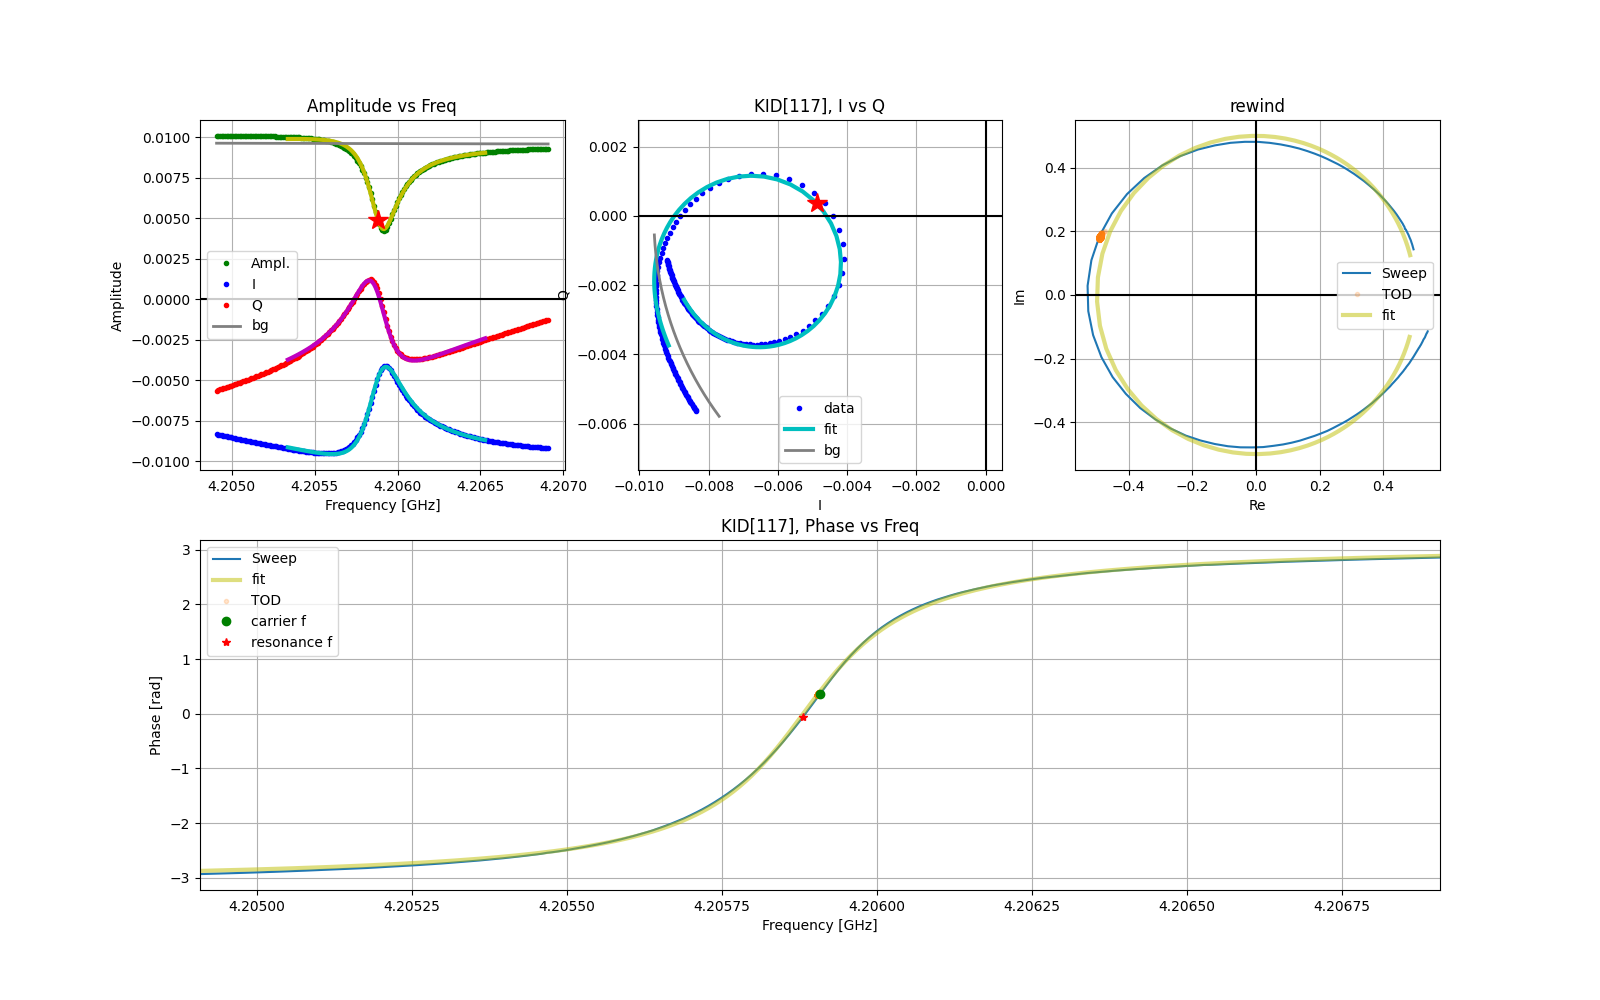 Amplitude vs Freq
0.0100
0.0075
0.0050
0.0025
0.0000
−0.0025
−0.0050
−0.0075
−0.0100
Amplitude
Ampl.
I
Q
bg
4.2050
4.2055
4.2060
4.2065
4.2070
Frequency [GHz]
KID[117], I vs Q
0.002
0.000
−0.002
−0.004
−0.006
Q
data
fit
bg
−0.010
−0.008
−0.006
−0.004
−0.002
0.000
I
rewind
0.4
0.2
0.0
−0.2
−0.4
Im
Sweep
TOD
fit
−0.4
−0.2
0.0
0.2
0.4
Re
KID[117], Phase vs Freq
3
2
1
0
−1
−2
−3
Phase [rad]
Sweep
fit
TOD
carrier f
resonance f
4.20500
4.20525
4.20550
4.20575
4.20600
4.20625
4.20650
4.20675
Frequency [GHz]